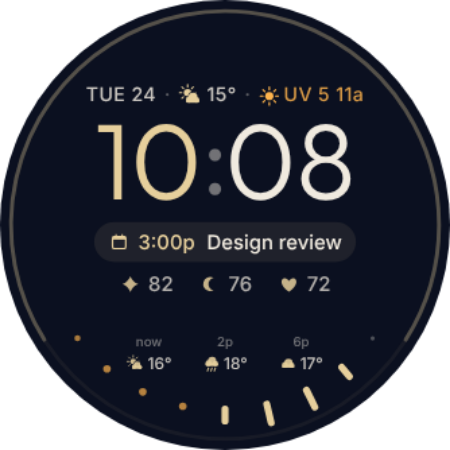 TUE 24 · 15° · UV 5 11a
10:08
3:00p Design review
82 76 72
now 2p 6p
16° 18° 17°